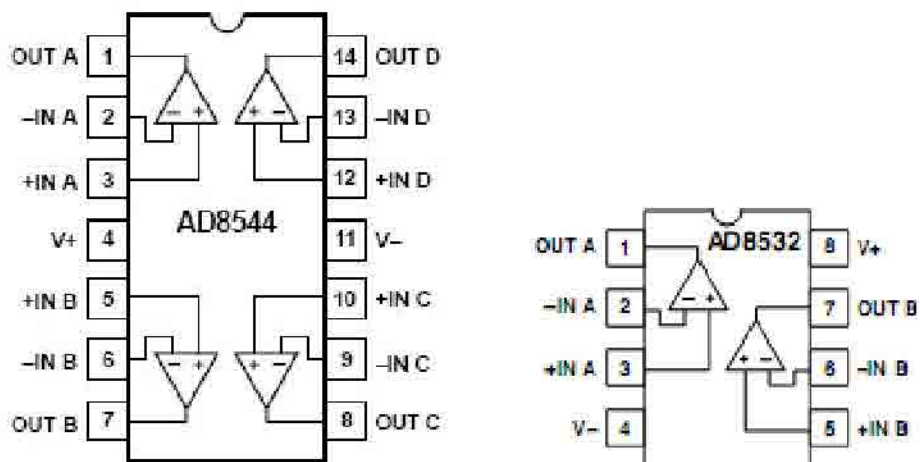 OUT A 1 14 OUT D
–IN A 2 13 –IN D
+IN A 3 12 +IN D
V+ 4 AD8544 11 V–
+IN B 5 10 +IN C
–IN B 6 9 –IN C
OUT B 7 8 OUT C
OUT A 1 AD8532 8 V+
–IN A 2 7 OUT B
+IN A 3 6 –IN B
V– 4 5 +IN B
– + + –
– + + –
– +
+ –